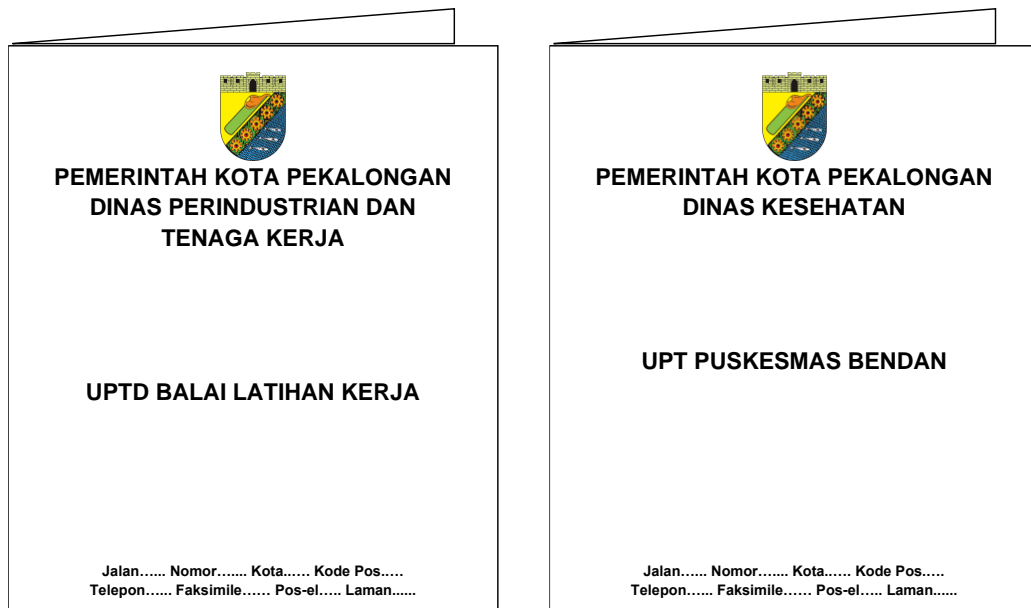 PEMERINTAH KOTA PEKALONGAN
DINAS PERINDUSTRIAN DAN
TENAGA KERJA
UPTD BALAI LATIHAN KERJA
Jalan…... Nomor….... Kota..…. Kode Pos..….
Telepon…... Faksimile…… Pos-el….. Laman......
PEMERINTAH KOTA PEKALONGAN
DINAS KESEHATAN
UPT PUSKESMAS BENDAN
Jalan…... Nomor….... Kota..…. Kode Pos..….
Telepon…... Faksimile…… Pos-el….. Laman......